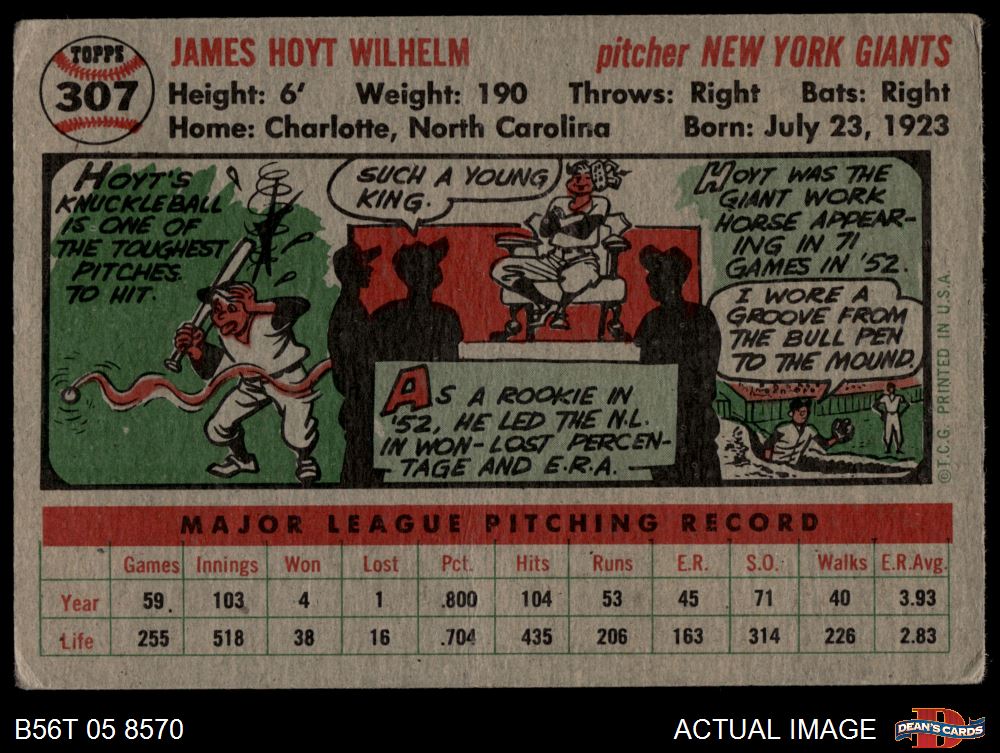 TOPPS
307
JAMES HOYT WILHELM pitcher NEW YORK GIANTS
Height: 6' Weight: 190 Throws: Right Bats: Right
Home: Charlotte, North Carolina Born: July 23, 1923
HOYT'S
KNUCKLEBALL
IS ONE OF
THE TOUGHEST
PITCHES
TO HIT.
SUCH A YOUNG
KING.
AS A ROOKIE IN
'52, HE LED THE N.L.
IN WON-LOST PERCEN-
TAGE AND E.R.A.
HOYT WAS THE
GIANT WORK
HORSE APPEAR-
ING IN 71
GAMES IN '52.
I WORE A
GROOVE FROM
THE BULL PEN
TO THE MOUND.
©T.C.G. PRINTED IN U.S.A.
MAJOR LEAGUE PITCHING RECORD
Games Innings Won Lost Pct. Hits Runs E.R. S.O. Walks E.R.Avg.
Year 59 103 4 1 .800 104 53 45 71 40 3.93
Life 255 518 38 16 .704 435 206 163 314 226 2.83
B56T 05 8570 ACTUAL IMAGE
D
DEAN'S CARDS